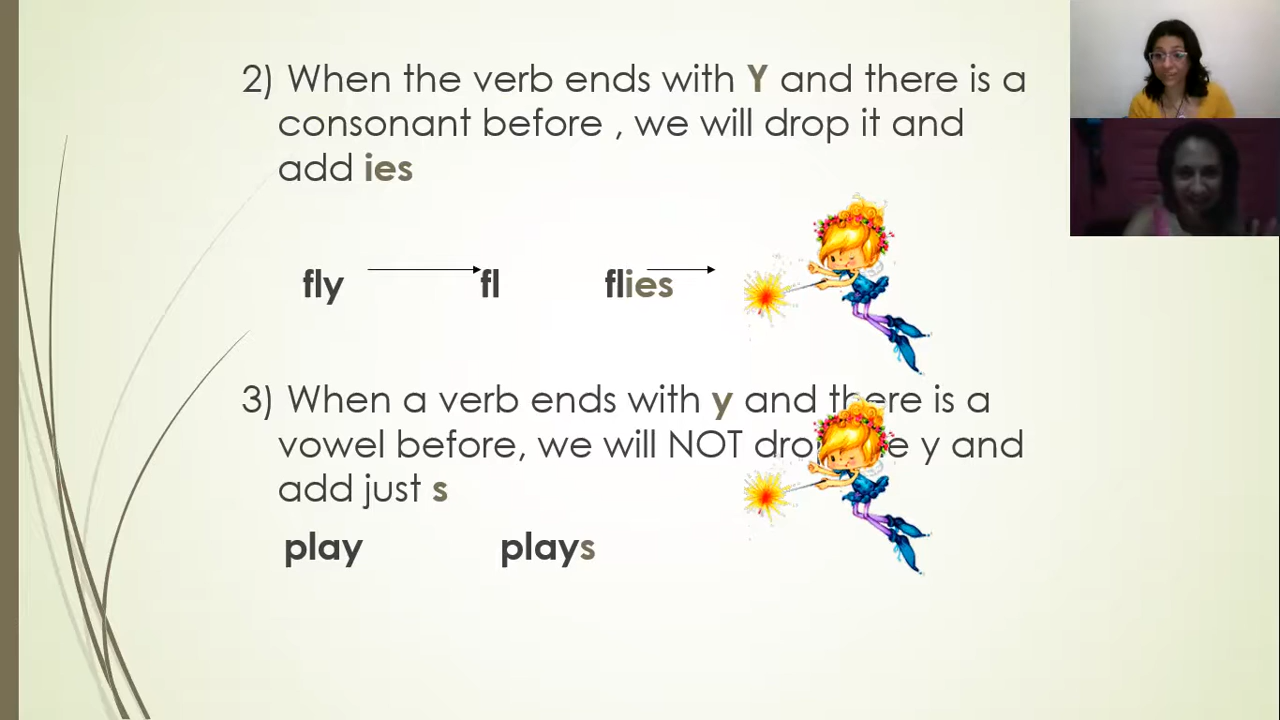 2) When the verb ends with Y and there is a
consonant before , we will drop it and
add ies
fly fl flies
3) When a verb ends with y and there is a
vowel before, we will NOT drop e y and
add just s
play plays